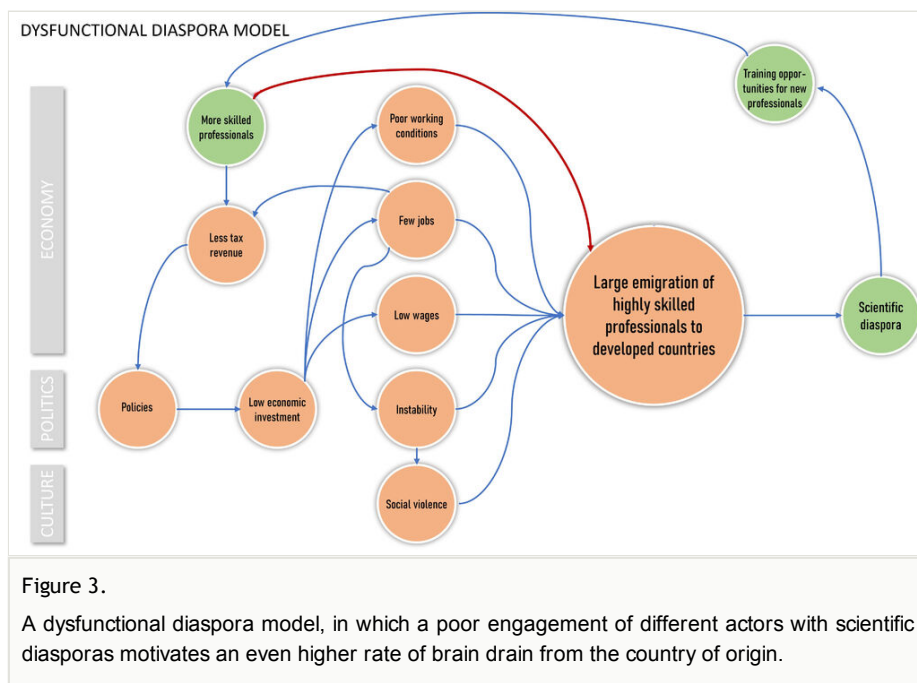 DYSFUNCTIONAL DIASPORA MODEL
ECONOMY
POLITICS
CULTURE
More skilled
professionals
Less tax
revenue
Policies
Low economic
investment
Poor working
conditions
Few jobs
Low wages
Instability
Social violence
Large emigration of
highly skilled
professionals to
developed countries
Training oppor-
tunities for new
professionals
Scientific
diaspora
Figure 3.
A dysfunctional diaspora model, in which a poor engagement of different actors with scientific
diasporas motivates an even higher rate of brain drain from the country of origin.